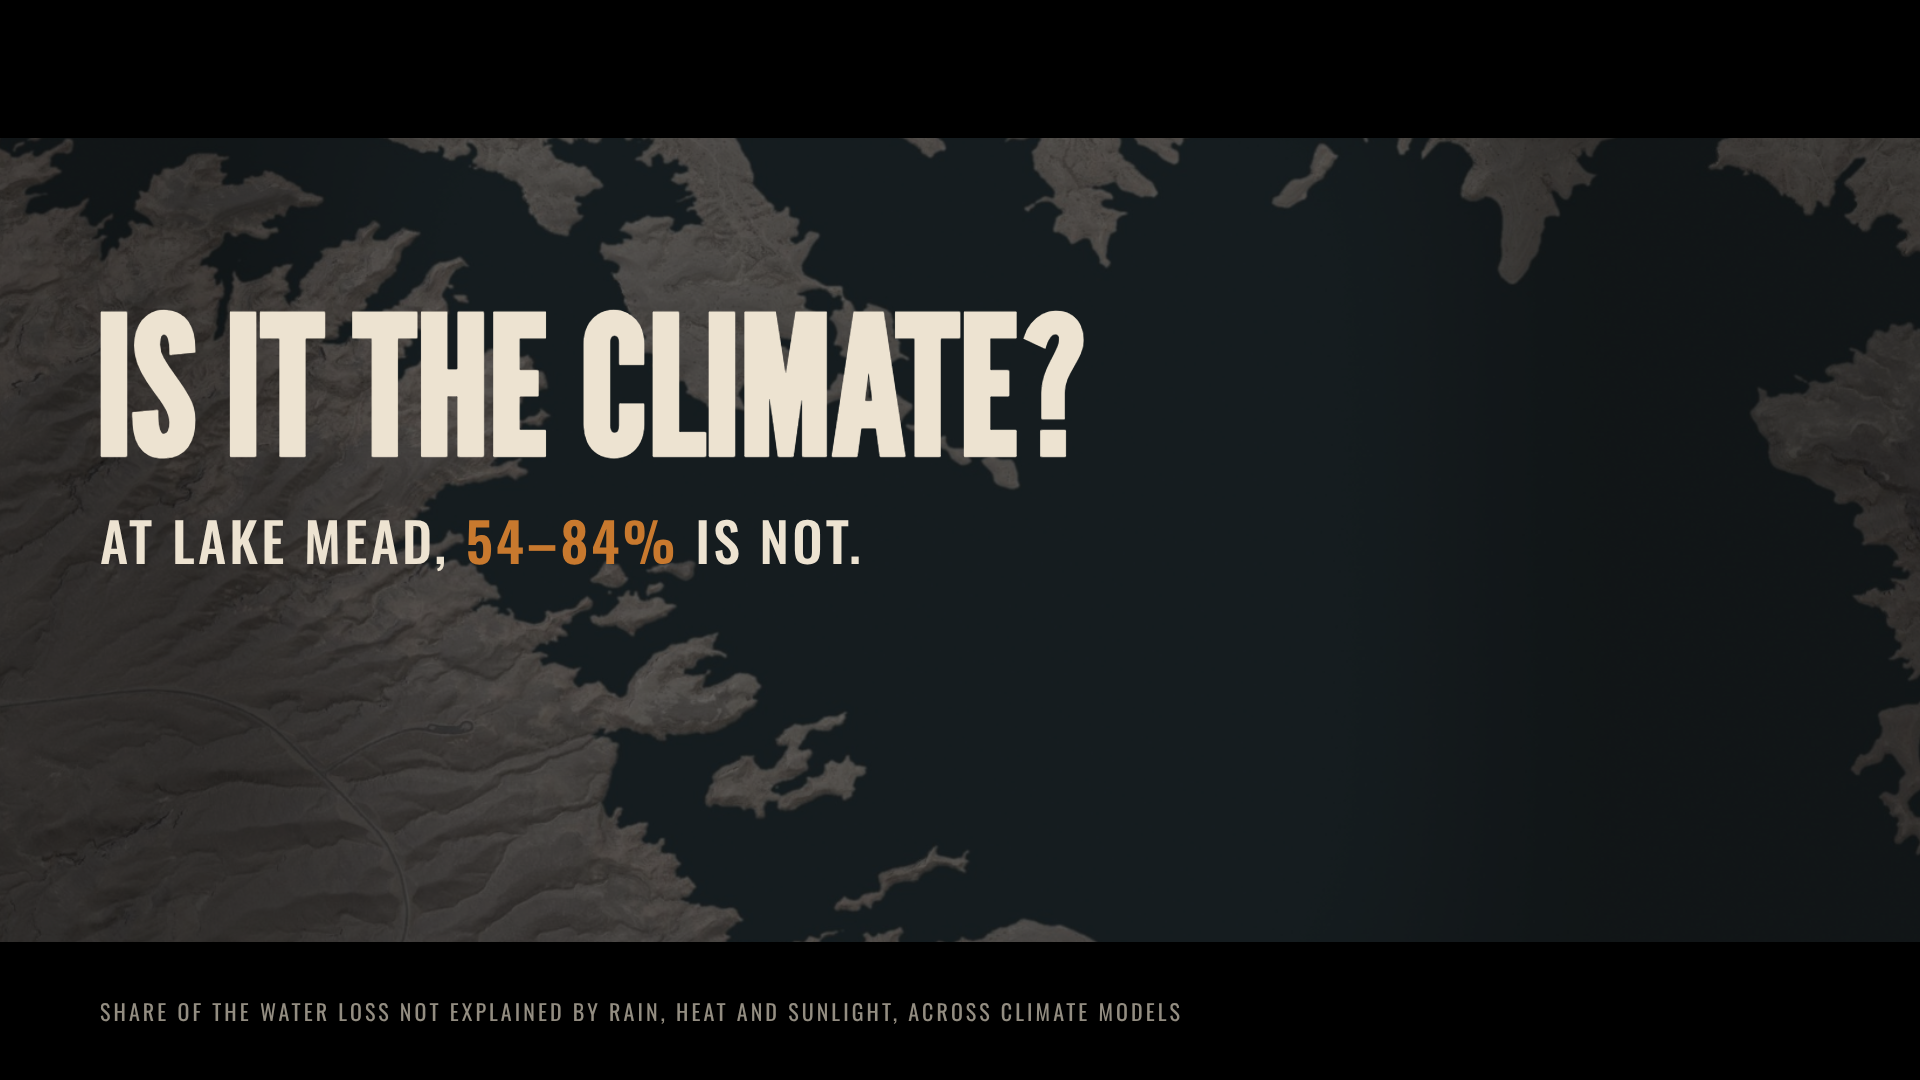 IS IT THE CLIMATE?
AT LAKE MEAD, 54–84% IS NOT.
SHARE OF THE WATER LOSS NOT EXPLAINED BY RAIN, HEAT AND SUNLIGHT, ACROSS CLIMATE MODELS